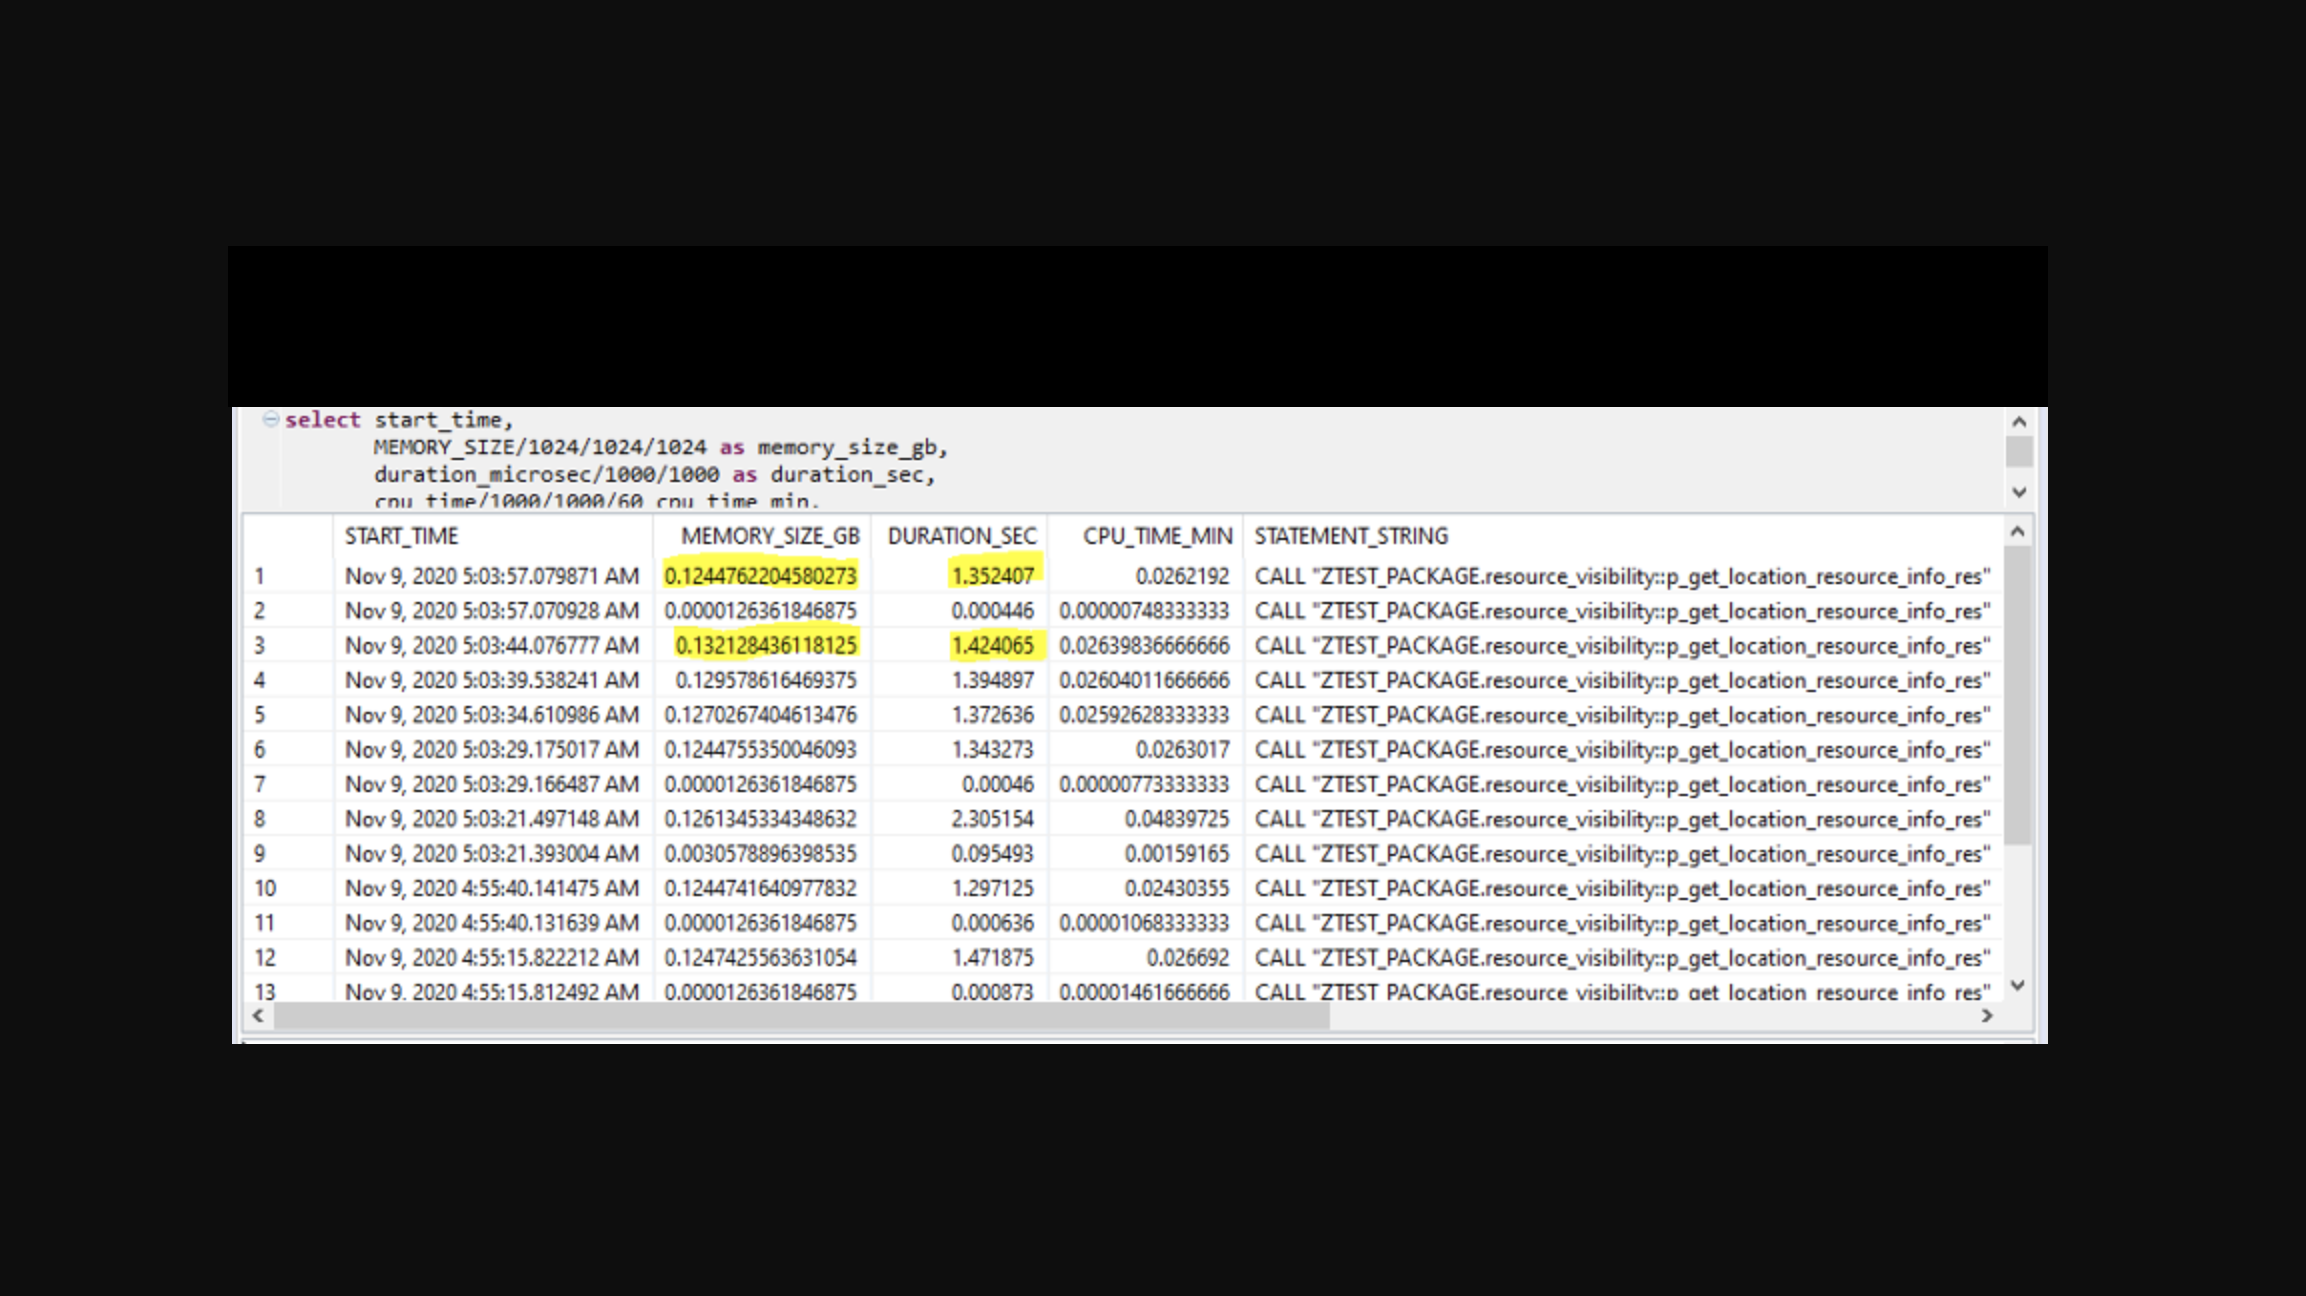 select start_time,
MEMORY_SIZE/1024/1024/1024 as memory_size_gb,
duration_microsec/1000/1000 as duration_sec,
cpu_time/1000/1000/60 cpu_time_min,
START_TIME MEMORY_SIZE_GB DURATION_SEC CPU_TIME_MIN STATEMENT_STRING
1 Nov 9, 2020 5:03:57.079871 AM 0.1244762204580273 1.352407 0.0262192 CALL "ZTEST_PACKAGE.resource_visibility::p_get_location_resource_info_res"
2 Nov 9, 2020 5:03:57.070928 AM 0.0000126361846875 0.000446 0.00000748333333 CALL "ZTEST_PACKAGE.resource_visibility::p_get_location_resource_info_res"
3 Nov 9, 2020 5:03:44.076777 AM 0.132128436118125 1.424065 0.02639836666666 CALL "ZTEST_PACKAGE.resource_visibility::p_get_location_resource_info_res"
4 Nov 9, 2020 5:03:39.538241 AM 0.129578616469375 1.394897 0.02604011666666 CALL "ZTEST_PACKAGE.resource_visibility::p_get_location_resource_info_res"
5 Nov 9, 2020 5:03:34.610986 AM 0.1270267404613476 1.372636 0.02592628333333 CALL "ZTEST_PACKAGE.resource_visibility::p_get_location_resource_info_res"
6 Nov 9, 2020 5:03:29.175017 AM 0.1244755350046093 1.343273 0.0263017 CALL "ZTEST_PACKAGE.resource_visibility::p_get_location_resource_info_res"
7 Nov 9, 2020 5:03:29.166487 AM 0.0000126361846875 0.00046 0.00000773333333 CALL "ZTEST_PACKAGE.resource_visibility::p_get_location_resource_info_res"
8 Nov 9, 2020 5:03:21.497148 AM 0.1261345334348632 2.305154 0.04839725 CALL "ZTEST_PACKAGE.resource_visibility::p_get_location_resource_info_res"
9 Nov 9, 2020 5:03:21.393004 AM 0.0030578896398535 0.095493 0.00159165 CALL "ZTEST_PACKAGE.resource_visibility::p_get_location_resource_info_res"
10 Nov 9, 2020 4:55:40.141475 AM 0.1244741640977832 1.297125 0.02430355 CALL "ZTEST_PACKAGE.resource_visibility::p_get_location_resource_info_res"
11 Nov 9, 2020 4:55:40.131639 AM 0.0000126361846875 0.000636 0.00001068333333 CALL "ZTEST_PACKAGE.resource_visibility::p_get_location_resource_info_res"
12 Nov 9, 2020 4:55:15.822212 AM 0.1247425563631054 1.471875 0.026692 CALL "ZTEST_PACKAGE.resource_visibility::p_get_location_resource_info_res"
13 Nov 9, 2020 4:55:15.812492 AM 0.0000126361846875 0.000873 0.00001461666666 CALL "ZTEST_PACKAGE.resource_visibility::p_get_location_resource_info_res"